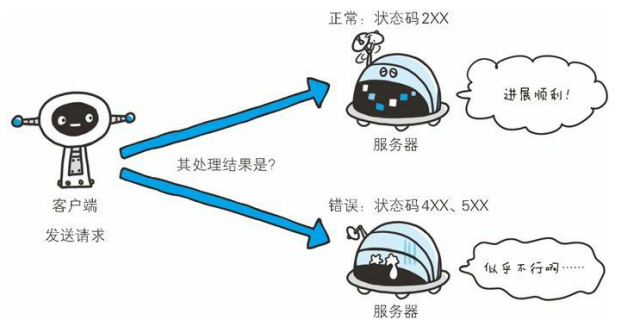 正常：状态码2XX
进展顺利！
服务器
其处理结果是？
客户端
发送请求
错误：状态码4XX、5XX
似乎不行啊……
服务器